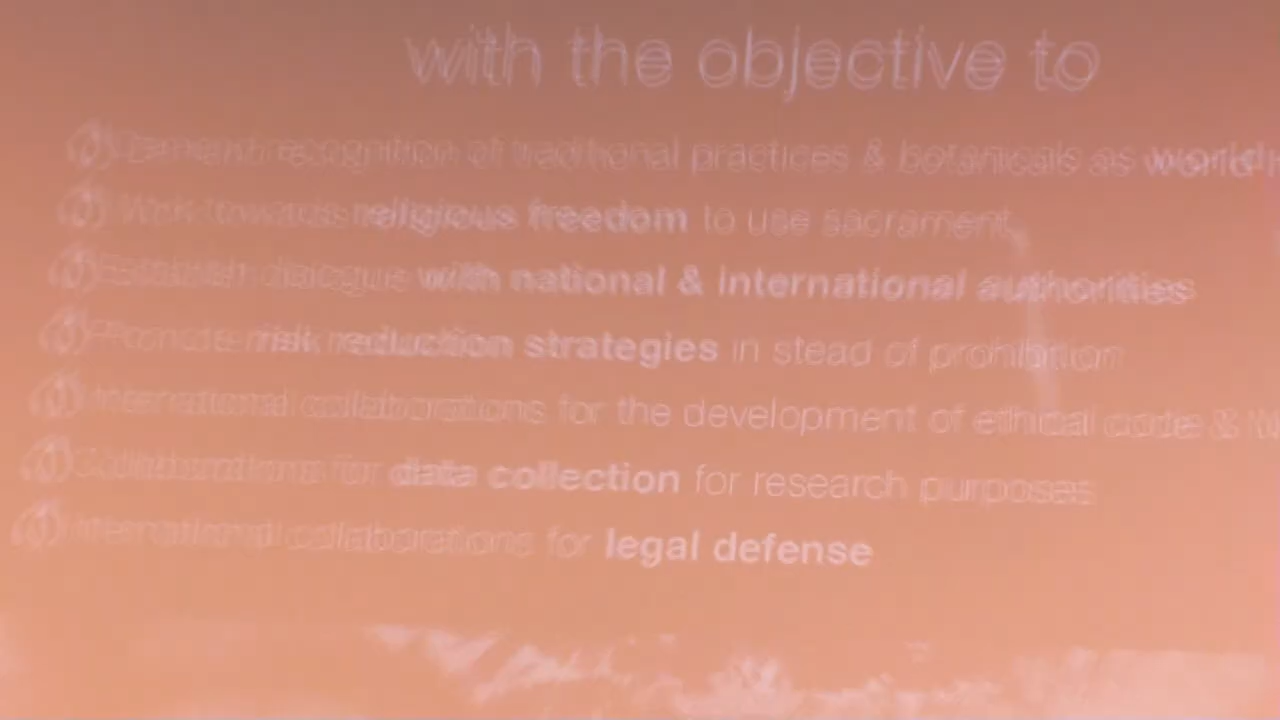 with the objective to
Demand recognition of traditional practices & botanicals as world
Work towards religious freedom to use sacrament
Establish dialogue with national & international authorities
Promote risk reduction strategies in stead of prohibition
International collaborations for the development of ethical code &
Collaborations for data collection for research purposes
International collaborations for legal defense